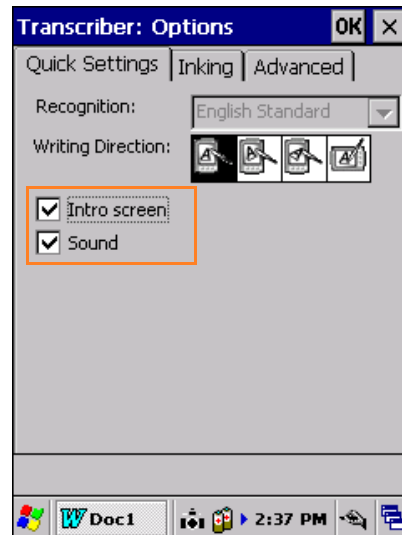 Transcriber: Options OK
Quick Settings Inking Advanced
Recognition: English Standard
Writing Direction:
Intro screen
Sound
Doc1 2:37 PM